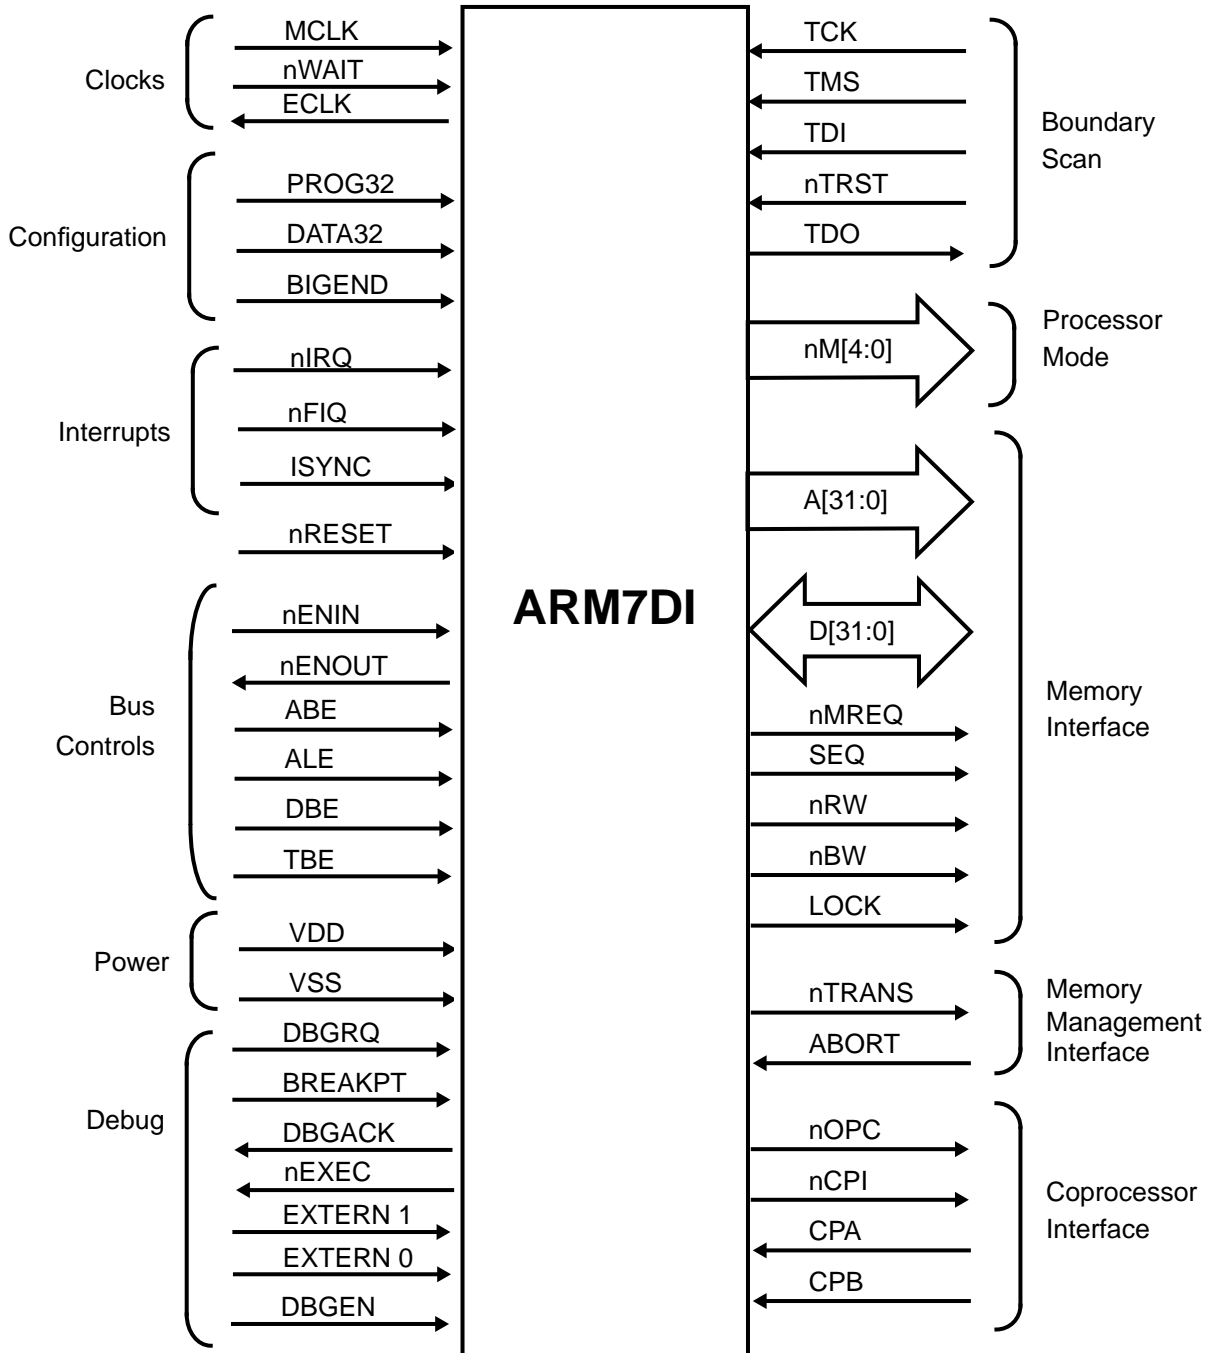 MCLK
nWAIT
ECLK
Clocks
PROG32
DATA32
BIGEND
Configuration
nIRQ
nFIQ
ISYNC
Interrupts
nRESET
nENIN
nENOUT
ABE
ALE
DBE
TBE
Bus
Controls
VDD
VSS
Power
DBGRQ
BREAKPT
DBGACK
nEXEC
EXTERN 1
EXTERN 0
DBGEN
Debug
ARM7DI
TCK
TMS
TDI
nTRST
TDO
Boundary
Scan
nM[4:0]
Processor
Mode
A[31:0]
D[31:0]
nMREQ
SEQ
nRW
nBW
LOCK
Memory
Interface
nTRANS
ABORT
Memory
Management
Interface
nOPC
nCPI
CPA
CPB
Coprocessor
Interface